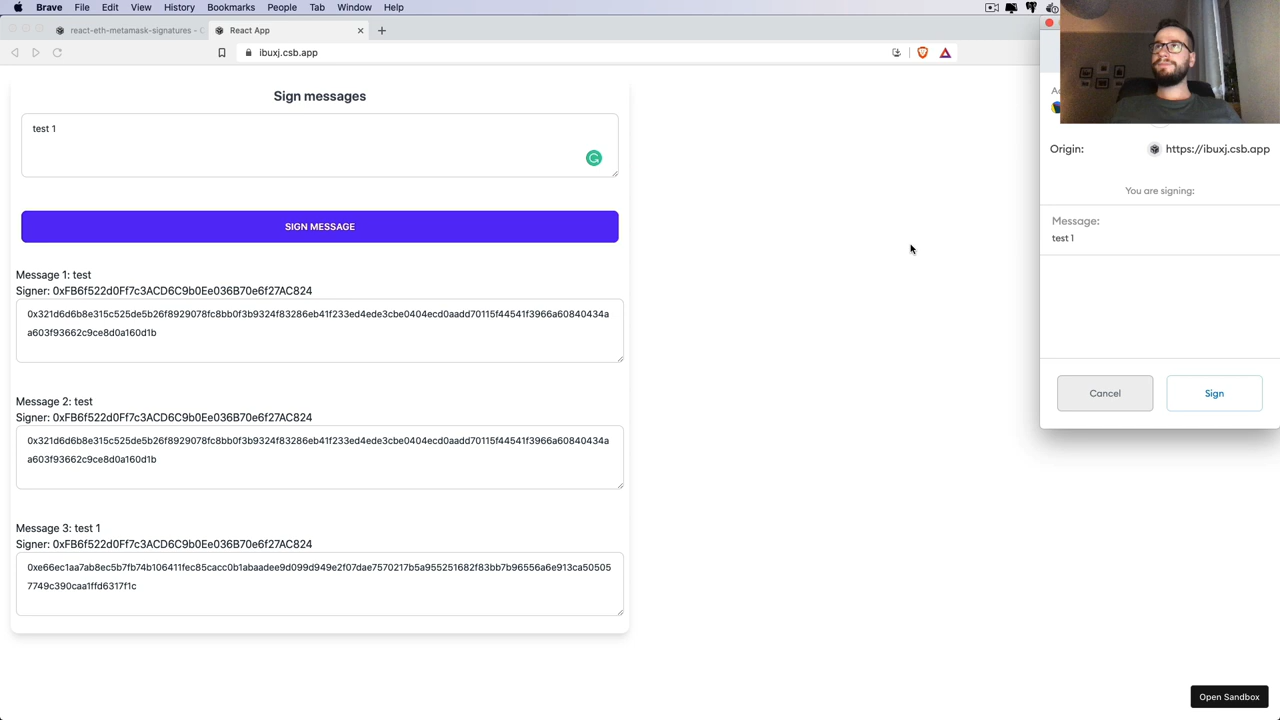 Brave File Edit View History Bookmarks People Tab Window Help
react-eth-metamask-signatures - C
React App
ibuxj.csb.app
Sign messages
test 1
SIGN MESSAGE
Message 1: test
Signer: 0xFB6f522d0Ff7c3ACD6C9b0Ee036B70e6f27AC824
0x321d6d6b8e315c525de5b26f8929078fc8bb0f3b9324f83286eb41f233ed4ede3cbe0404ecd0aadd70115f44541f3966a60840434a
a603f93662c9ce8d0a160d1b
Message 2: test
Signer: 0xFB6f522d0Ff7c3ACD6C9b0Ee036B70e6f27AC824
0x321d6d6b8e315c525de5b26f8929078fc8bb0f3b9324f83286eb41f233ed4ede3cbe0404ecd0aadd70115f44541f3966a60840434a
a603f93662c9ce8d0a160d1b
Message 3: test 1
Signer: 0xFB6f522d0Ff7c3ACD6C9b0Ee036B70e6f27AC824
0xe66ec1aa7ab8ec5b7fb74b106411fec85cacc0b1abaadee9d099d949e2f07dae7570217b5a955251682f83bb7b96556a6e913ca50505
7749c390caa1ffd6317f1c
Origin: https://ibuxj.csb.app
You are signing:
Message:
test 1
Cancel
Sign
Open Sandbox